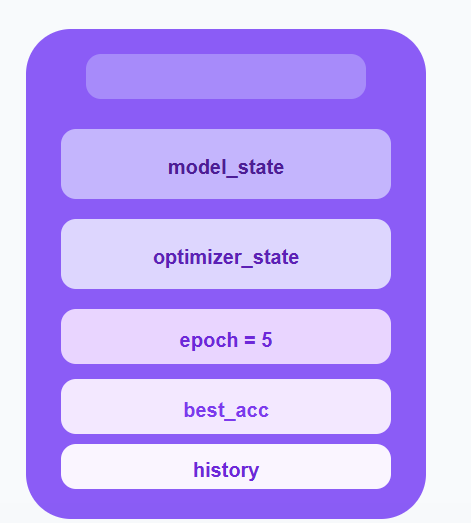 model_state
optimizer_state
epoch = 5
best_acc
history